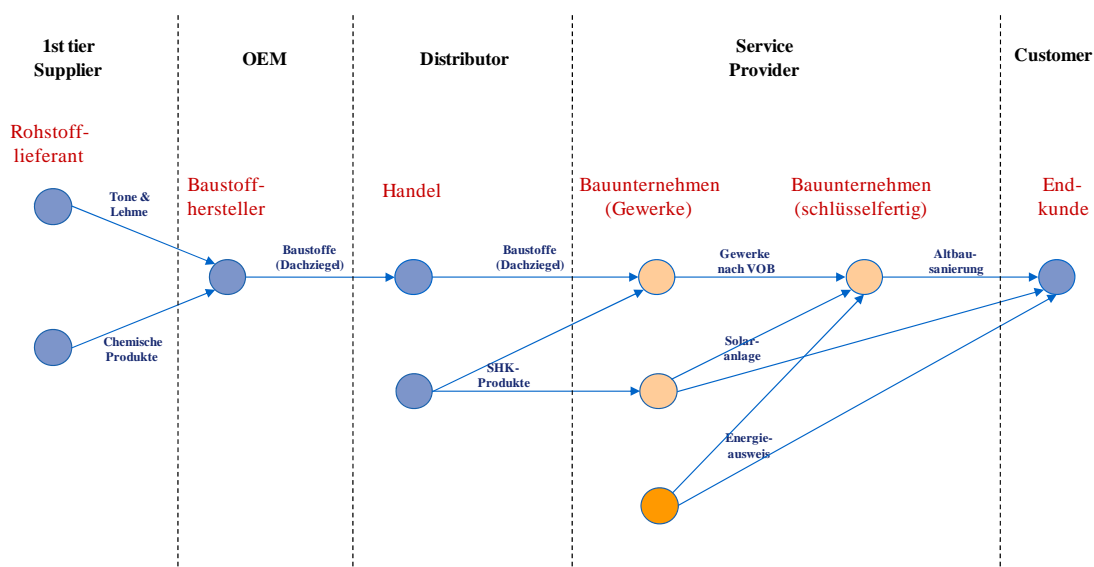 1st tier
Supplier
OEM
Distributor
Service
Provider
Customer
Rohstoff-
lieferant
Baustoff-
hersteller
Handel
Bauunternehmen
(Gewerke)
Bauunternehmen
(schlüsselfertig)
End-
kunde
Tone &
Lehme
Baustoffe
(Dachziegel)
Baustoffe
(Dachziegel)
Gewerke
nach VOB
Altbau-
sanierung
Chemische
Produkte
SHK-
Produkte
Solar-
anlage
Energie-
ausweis